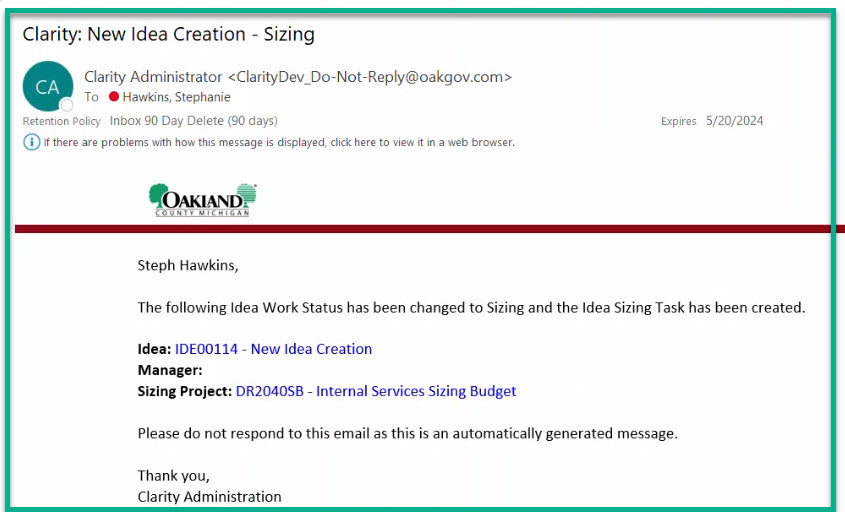 Clarity: New Idea Creation - Sizing
CA
Clarity Administrator <ClarityDev_Do-Not-Reply@oakgov.com>
To Hawkins, Stephanie
Retention Policy Inbox 90 Day Delete (90 days) Expires 5/20/2024
If there are problems with how this message is displayed, click here to view it in a web browser.
OAKLAND
COUNTY MICHIGAN
Steph Hawkins,
The following Idea Work Status has been changed to Sizing and the Idea Sizing Task has been created.
Idea: IDE00114 - New Idea Creation
Manager:
Sizing Project: DR2040SB - Internal Services Sizing Budget
Please do not respond to this email as this is an automatically generated message.
Thank you,
Clarity Administration